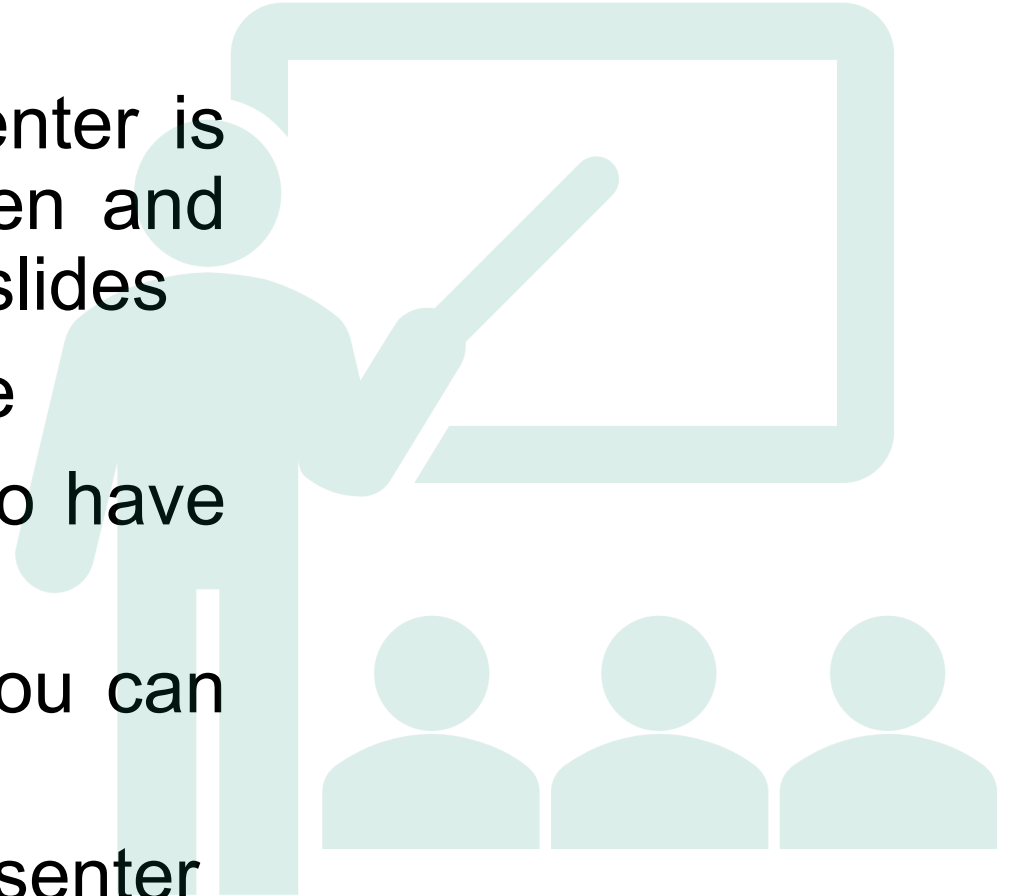 enter is
en and
slides
e
o have
ou can
senter